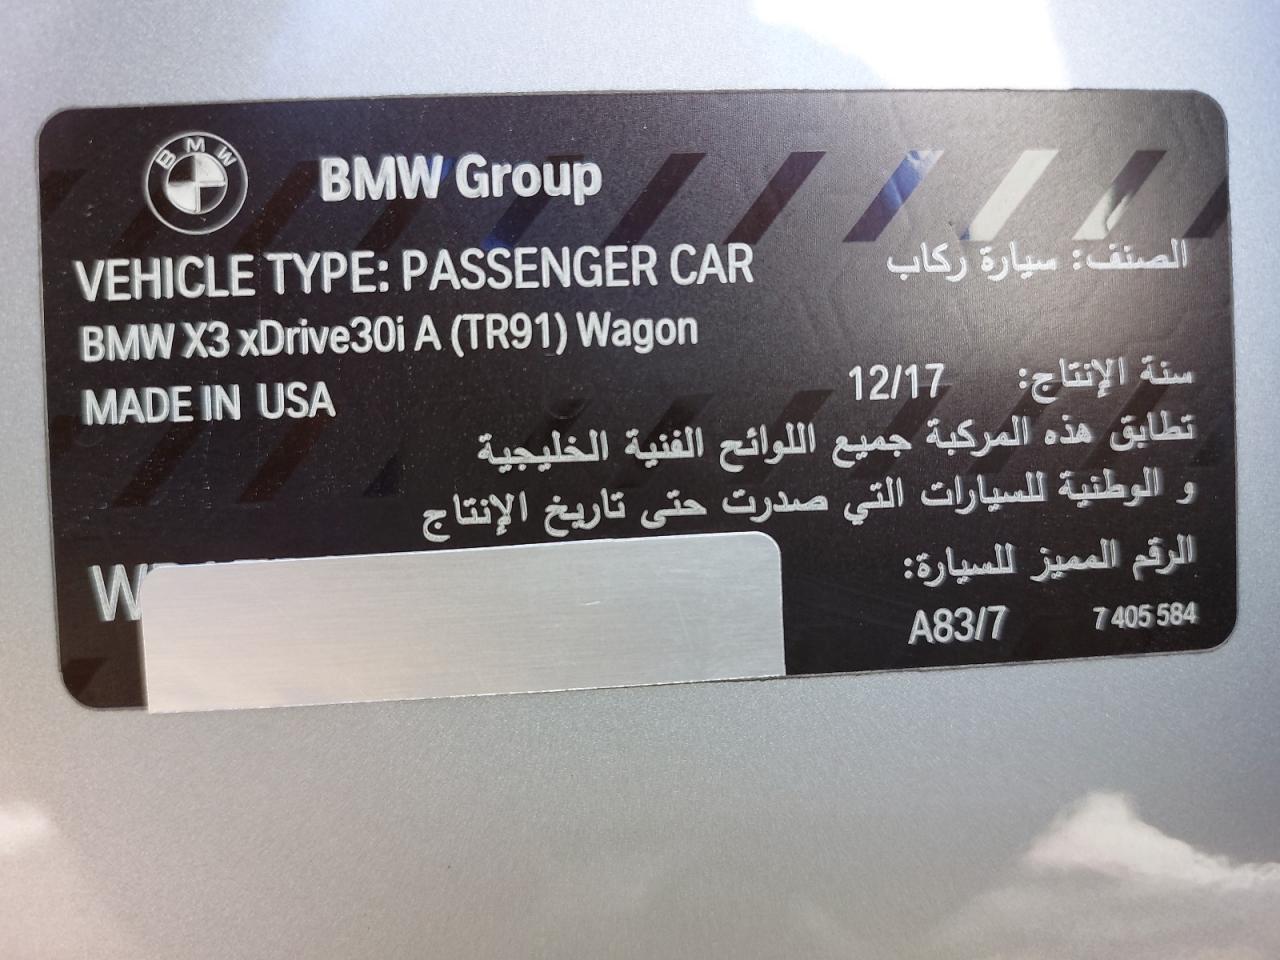 BMW
BMW Group
VEHICLE TYPE: PASSENGER CAR
الصنف: سيارة ركاب
BMW X3 xDrive30i A (TR91) Wagon
MADE IN USA
سنة الإنتاج: 12/17
تطابق هذه المركبة جميع اللوائح الفنية الخليجية
و الوطنية للسيارات التي صدرت حتى تاريخ الإنتاج
الرقم المميز للسيارة:
A83/7
7 405 584